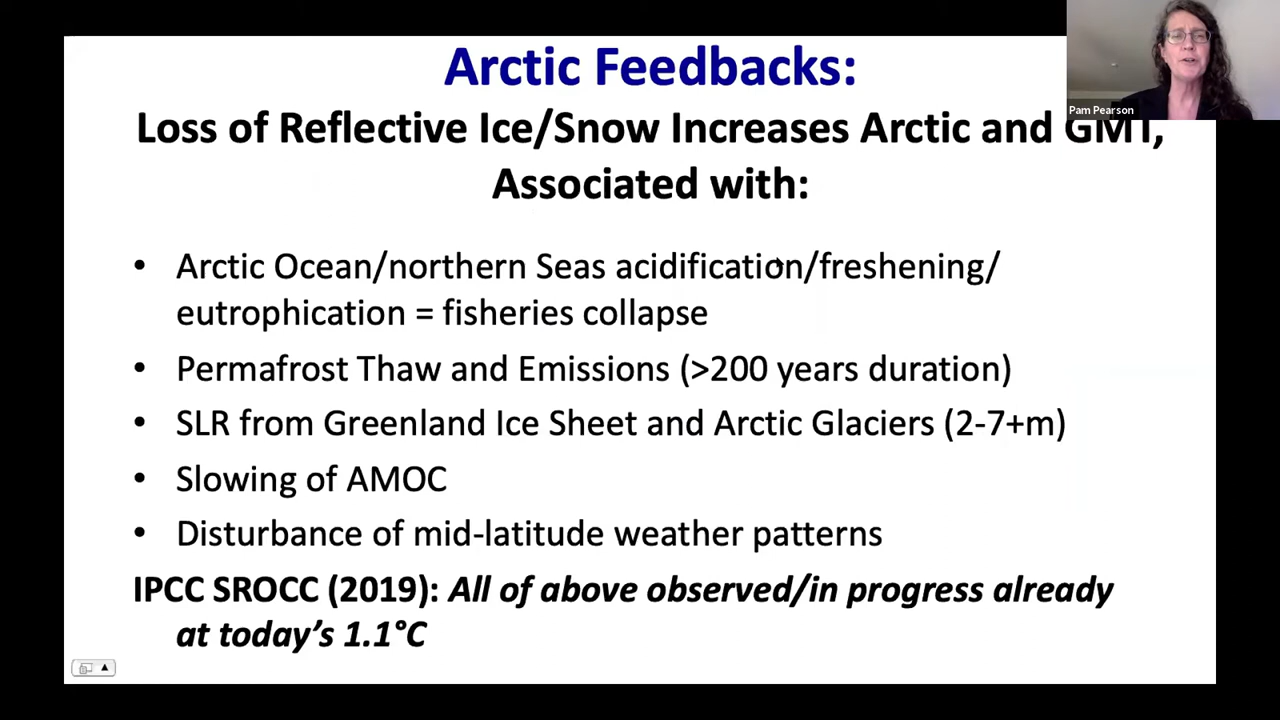 Arctic Feedbacks:
Loss of Reflective Ice/Snow Increases Arctic and GMT,
Associated with:
• Arctic Ocean/northern Seas acidification/freshening/
eutrophication = fisheries collapse
• Permafrost Thaw and Emissions (>200 years duration)
• SLR from Greenland Ice Sheet and Arctic Glaciers (2-7+m)
• Slowing of AMOC
• Disturbance of mid-latitude weather patterns
IPCC SROCC (2019): All of above observed/in progress already
at today's 1.1°C
Pam Pearson